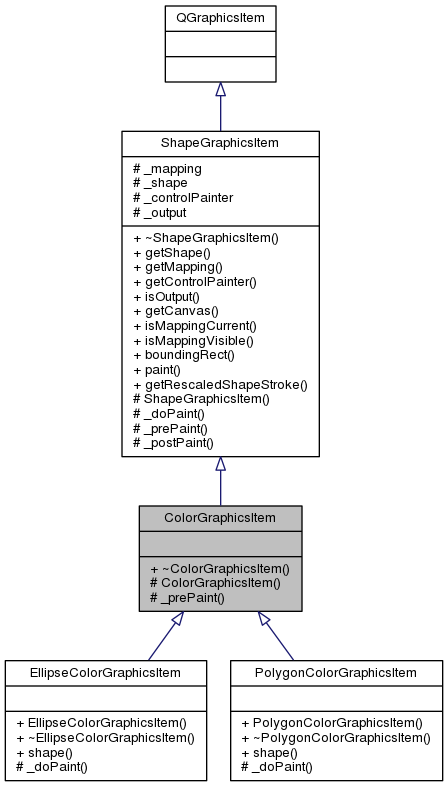 QGraphicsItem
ShapeGraphicsItem
# _mapping
# _shape
# _controlPainter
# _output
+ ~ShapeGraphicsItem()
+ getShape()
+ getMapping()
+ getControlPainter()
+ isOutput()
+ getCanvas()
+ isMappingCurrent()
+ isMappingVisible()
+ boundingRect()
+ paint()
+ getRescaledShapeStroke()
# ShapeGraphicsItem()
# _doPaint()
# _prePaint()
# _postPaint()
ColorGraphicsItem
+ ~ColorGraphicsItem()
# ColorGraphicsItem()
# _prePaint()
EllipseColorGraphicsItem
+ EllipseColorGraphicsItem()
+ ~EllipseColorGraphicsItem()
+ shape()
# _doPaint()
PolygonColorGraphicsItem
+ PolygonColorGraphicsItem()
+ ~PolygonColorGraphicsItem()
+ shape()
# _doPaint()